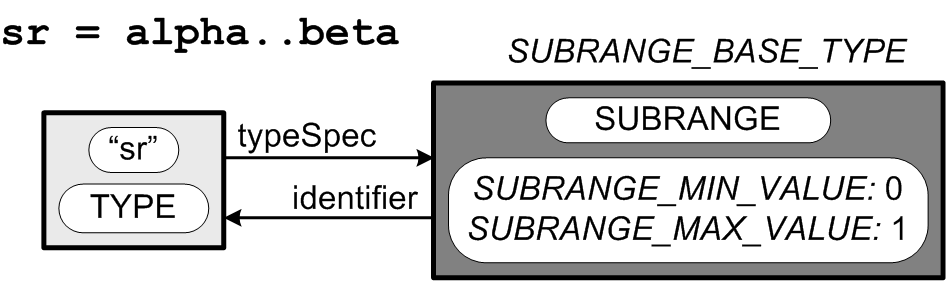 sr = alpha..beta
SUBRANGE_BASE_TYPE
“sr”
TYPE
typeSpec
identifier
SUBRANGE
SUBRANGE_MIN_VALUE: 0
SUBRANGE_MAX_VALUE: 1